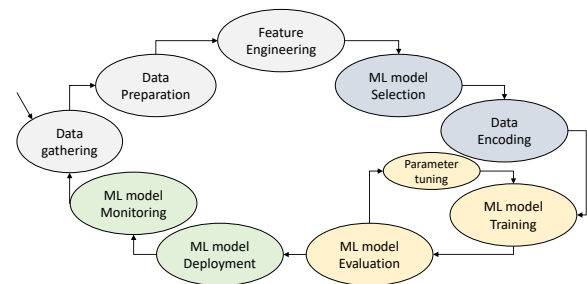 Feature
Engineering
Data
Preparation
ML model
Selection
Data
gathering
Data
Encoding
Parameter
tuning
ML model
Monitoring
ML model
Training
ML model
Deployment
ML model
Evaluation